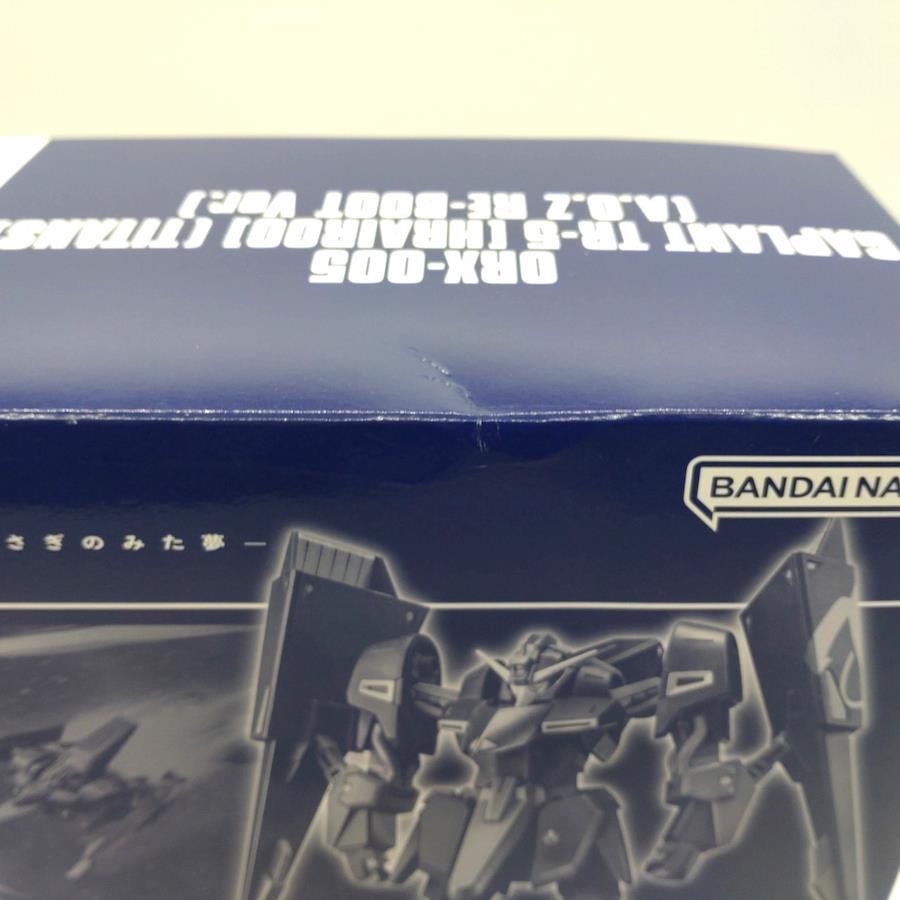 ORX-005
GAPLANT TR-5 [HRAIROO] (TITANS)
[A.O.Z RE-BOOT Ver.]
BANDAI NA
さぎのみた夢―